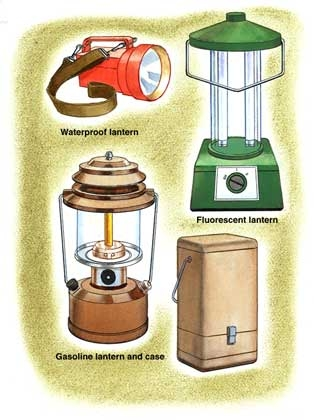 Waterproof lantern
Fluorescent lantern
Gasoline lantern and case